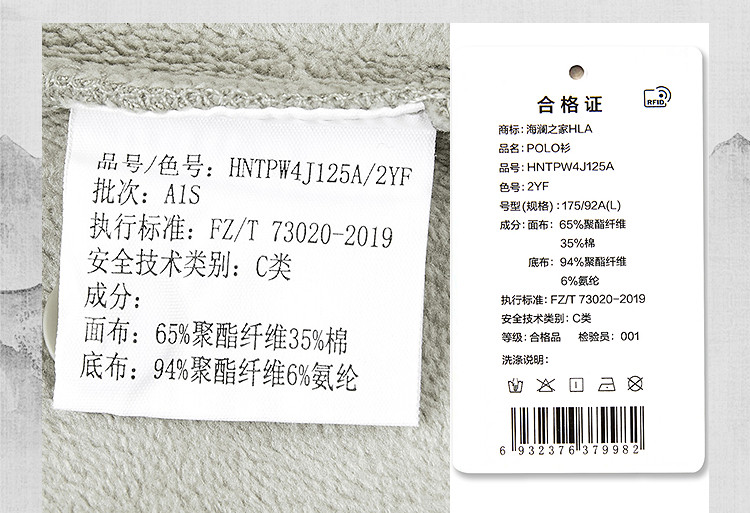 品号/色号: HNTPW4J125A/2YF
批次: A1S
执行标准: FZ/T 73020-2019
安全技术类别: C类
成分:
面布: 65%聚酯纤维35%棉
底布: 94%聚酯纤维6%氨纶
合格证
RFID
商标: 海澜之家HLA
品名: POLO衫
品号: HNTPW4J125A
色号: 2YF
号型(规格): 175/92A(L)
成分: 面布: 65%聚酯纤维
35%棉
底布: 94%聚酯纤维
6%氨纶
执行标准: FZ/T 73020-2019
安全技术类别: C类
等级: 合格品 检验员: 001
洗涤说明:
6 932376 379982